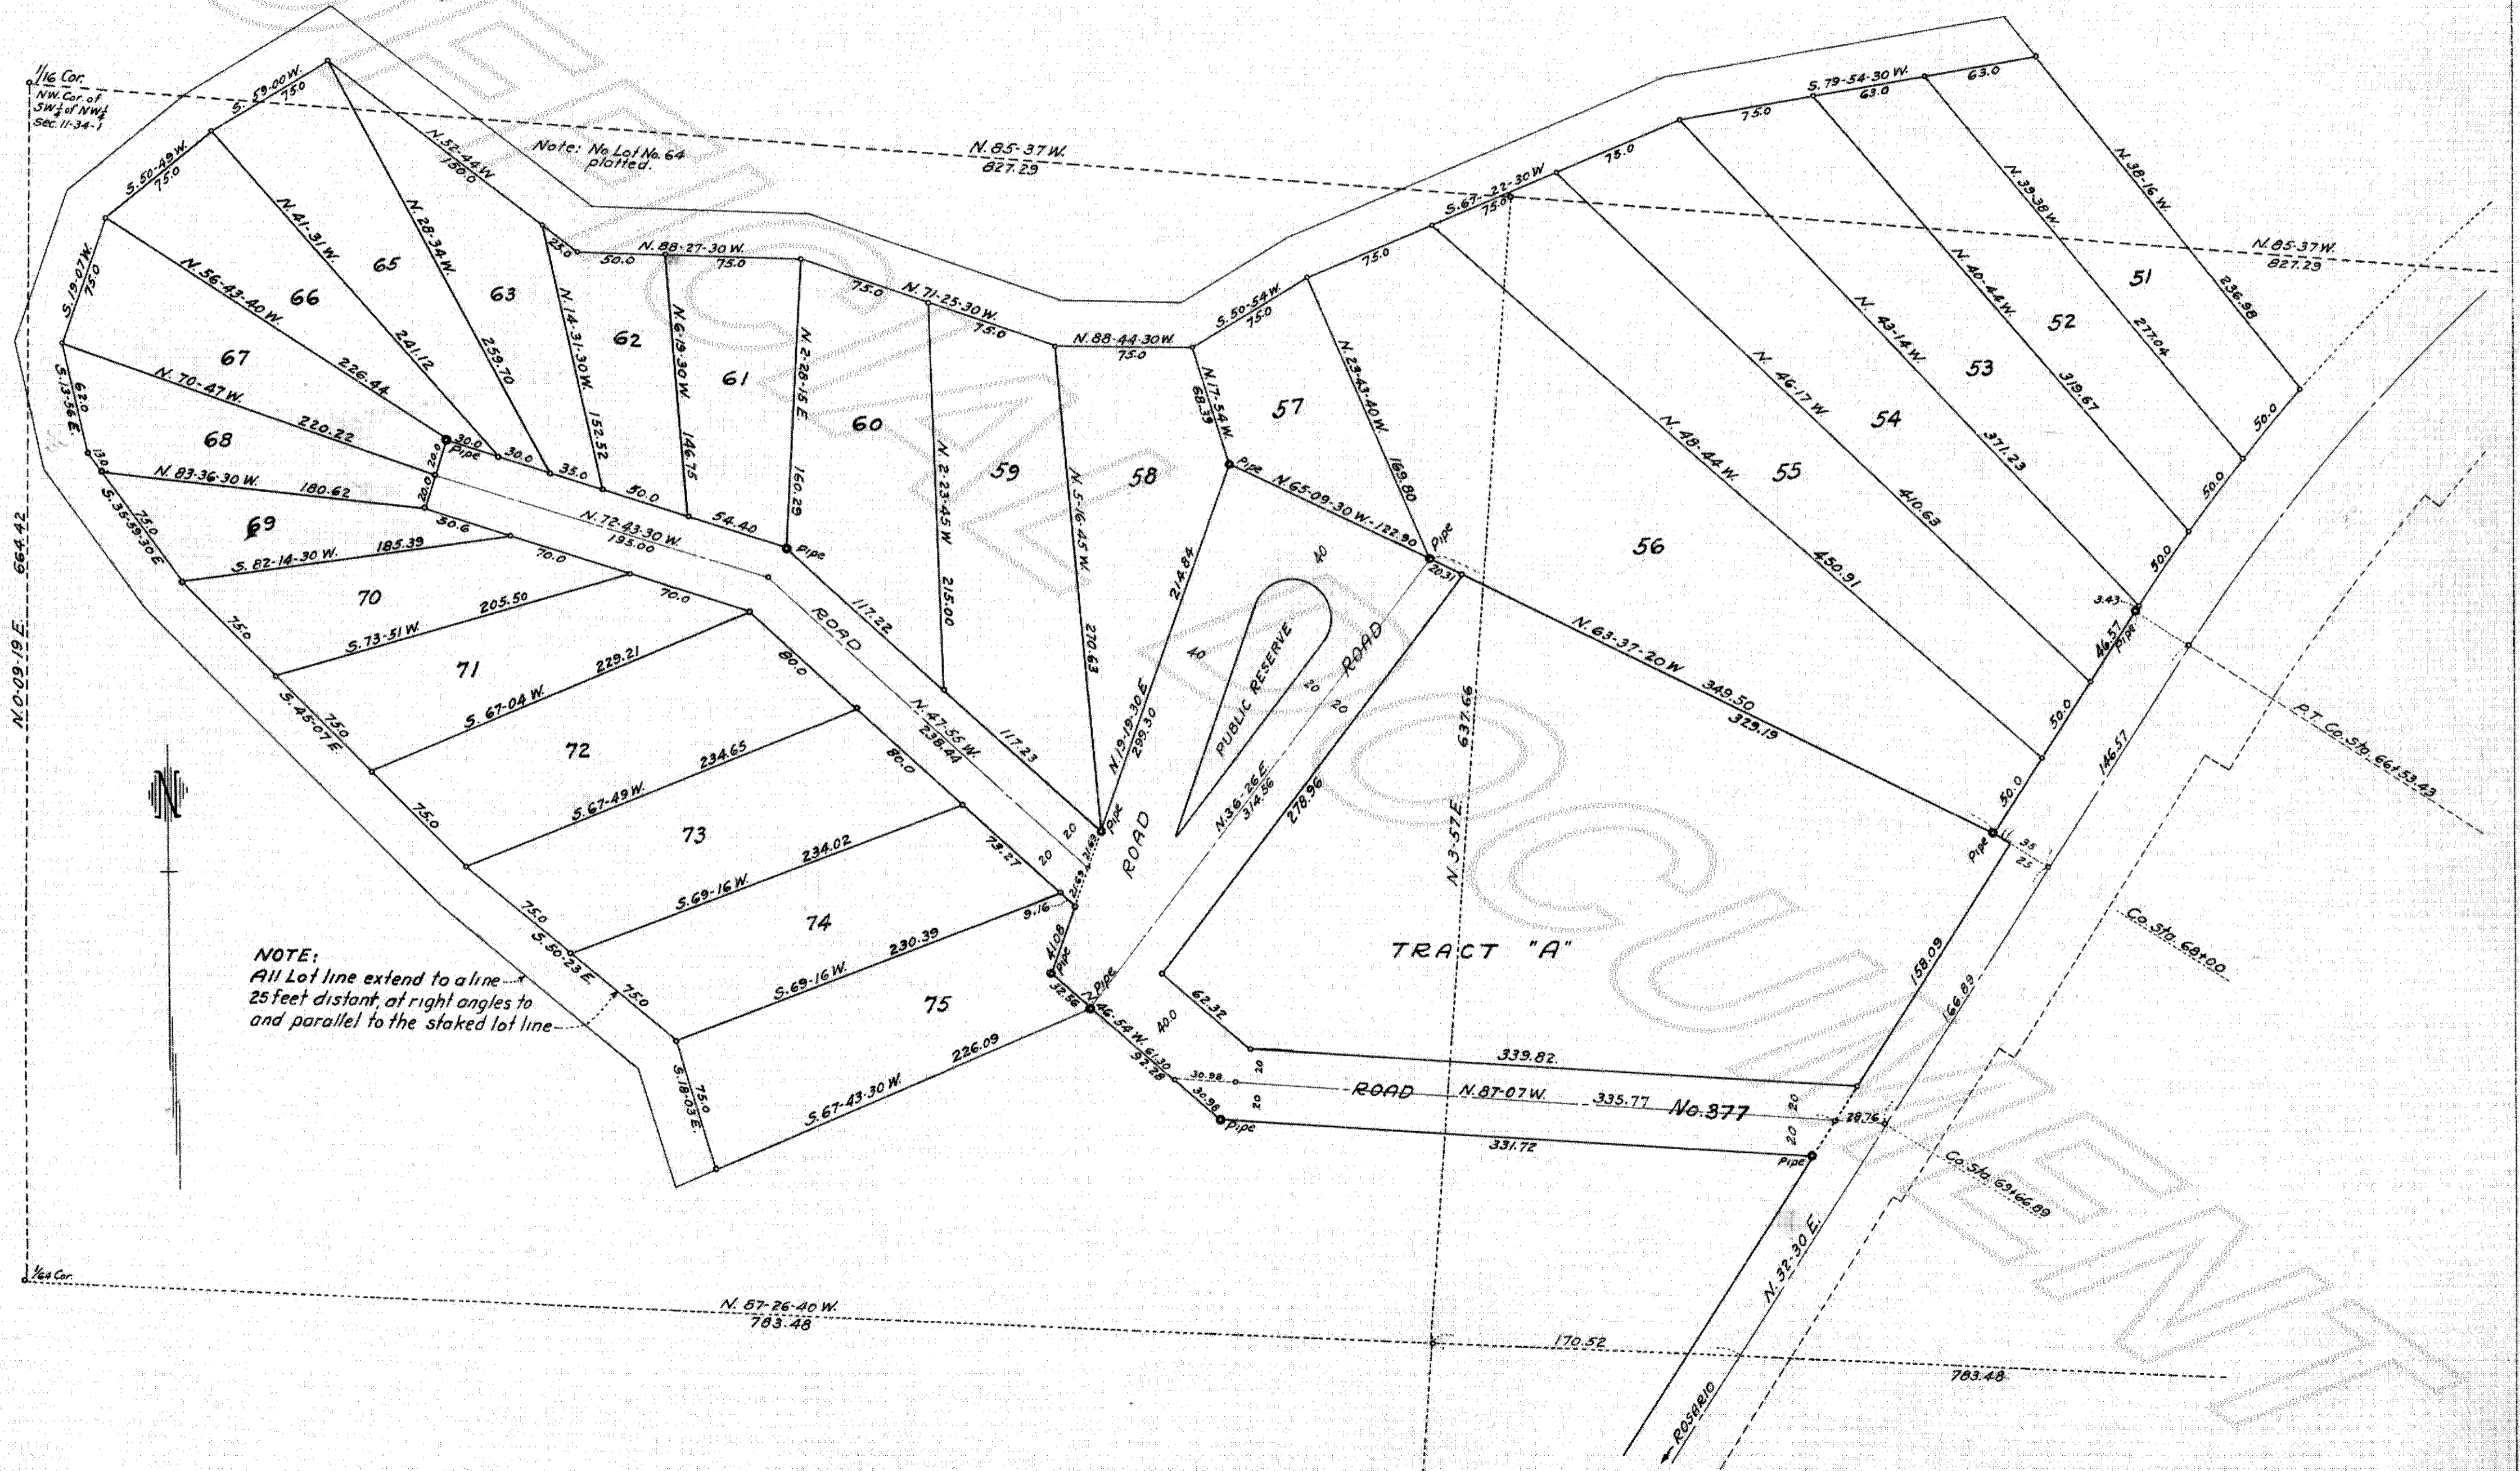 1/16 Cor.
NW. Cor. of
SW¼ of NW¼
Sec. 11-34-1
S. 59-00 W.
75.0
S. 50-49 W.
75.0
S. 19-07 W.
75.0
S. 13-56 E.
62.0
13.0
75.0
S. 35-59-30 E
N. 52-44 W
150.0
25.0
Note: No Lot No. 64
platted.
N. 85-37 W.
827.29
N. 88-27-30 W.
50.0
75.0
75.0
N. 71-25-30 W.
75.0
N. 88-44-30 W.
75.0
S. 50-54 W.
75.0
75.0
S. 67-22-30 W
75.0
75.0
75.0
S. 79-54-30 W.
63.0
63.0
N. 38-16 W.
236.98
N. 85-37 W.
827.29
51
N. 39-38 W.
277.04
52
N. 40-44 W.
319.67
53
N. 43-14 W.
371.23
54
N. 46-17 W.
410.63
55
N. 48-44 W.
450.91
56
50.0
50.0
50.0
3.43
46.57
Pipe
50.0
50.0
Pipe
35
25
P.T. Co. Sta. 66+53.43
146.57
Co. Sta. 68+00
166.89
158.09
Co. Sta. 69+66.89
N. 23-43-40 W.
169.80
57
N. 17-54 W.
68.39
Pipe
N. 65-09-30 W. - 122.90
Pipe
20.31
N. 63-37-20 W
349.50
329.19
58
N. 5-16-45 W.
270.63
214.84
N. 19-19-30 E
299.30
59
N. 2-23-45 W
215.00
60
N. 2-28-15 E
160.29
61
N. 6-19-30 W.
146.75
62
N. 14-31-30 W.
152.52
63
N. 28-34 W.
259.70
65
N. 41-31 W.
241.12
66
N. 56-43-40 W.
226.44
67
N. 70-47 W.
220.22
68
N. 83-36-30 W.
180.62
69
S. 82-14-30 W.
185.39
70
S. 73-51 W.
205.50
71
S. 67-04 W.
229.21
72
S. 67-49 W.
234.65
73
S. 69-16 W.
234.02
74
S. 69-16 W.
230.39
75
S. 67-43-30 W.
226.09
Pipe
30.0
30.0
35.0
50.0
54.40
Pipe
20.0
20.0
50.6
70.0
70.0
80.0
80.0
73.27
9.16
N. 72-43-30 W.
195.00
ROAD
117.22
117.23
N. 47-55 W.
238.44
20
20
21.69
21.69
Pipe
41.08
Pipe
32.56
Pipe
N. 46-54 W. 61.30
92.28
30.98
Pipe
ROAD
PUBLIC RESERVE
40
40
20
20
ROAD
N. 36-26 E.
314.56
278.96
N. 3-57 E.
637.66
TRACT "A"
62.32
40.0
339.82
20
30.98
20
ROAD N. 87-07 W. 335.77 No. 377
20
20
28.76
331.72
Pipe
75.0
S. 45-07 E
75.0
75.0
75.0
S. 50-23 E.
75.0
75.0
S. 18-03 E.
N. 0-09-19 E. 664.42
N
NOTE:
All Lot line extend to a line
25 feet distant, at right angles to
and parallel to the staked lot line
1/64 Cor.
N. 87-26-40 W.
783.48
170.52
783.48
N. 32-30 E.
ROSARIO
UNOFFICIAL DOCUMENT